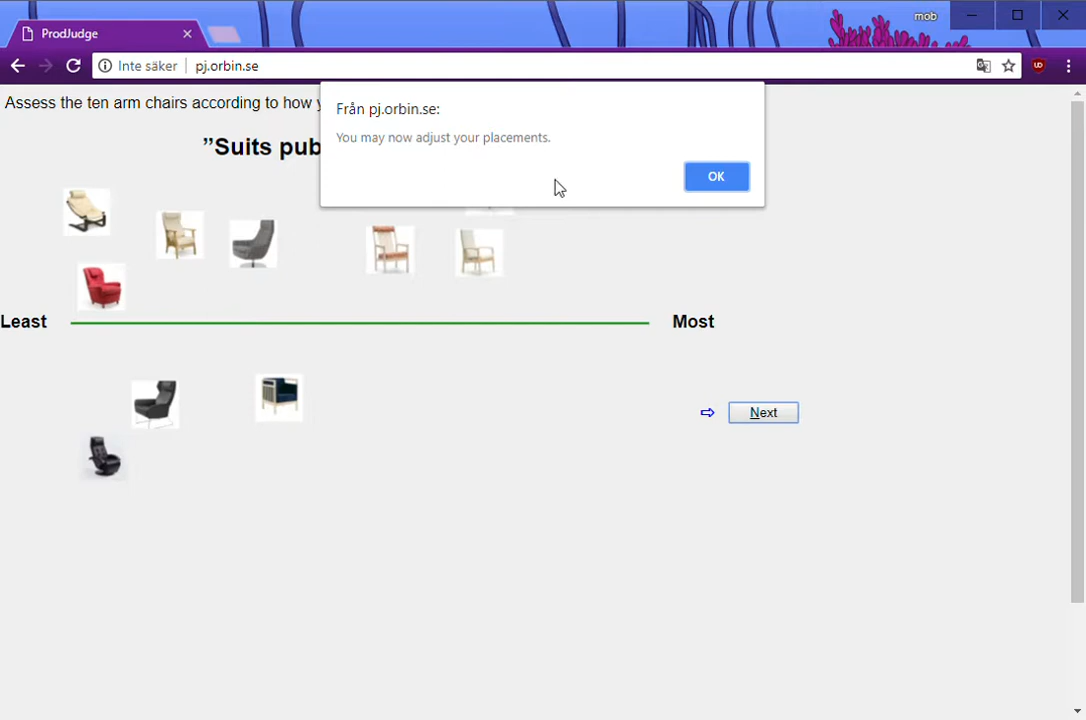 ProdJudge
mob
Inte säker
pj.orbin.se
Assess the ten arm chairs according to how
Från pj.orbin.se:
You may now adjust your placements.
OK
”Suits pub
Least
Most
Next